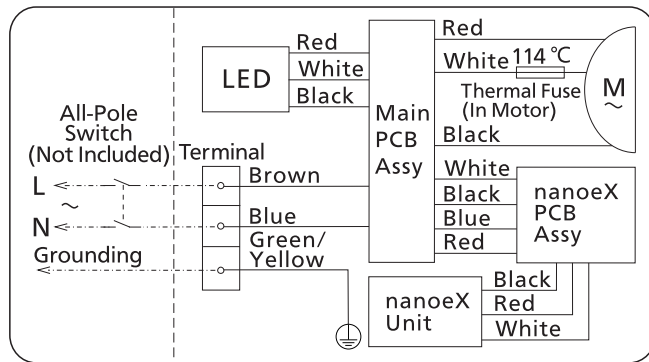 Red
White
Black
LED
Red
White
114 °C
Thermal Fuse
(In Motor)
Black
M
~
Main
PCB
Assy
All-Pole
Switch
(Not Included)
Terminal
L
~
N
Grounding
Brown
Blue
Green/
Yellow
White
Black
Blue
Red
nanoeX
PCB
Assy
nanoeX
Unit
Black
Red
White